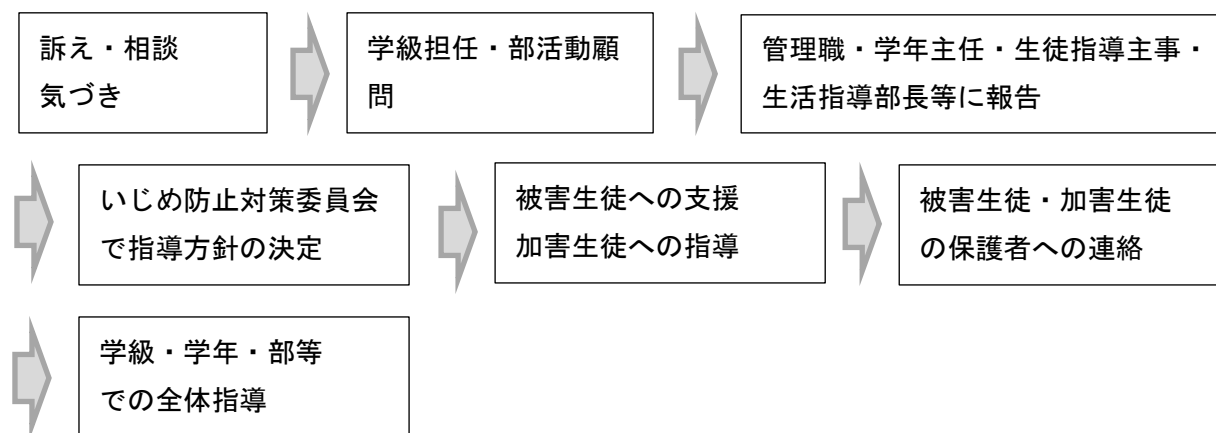 訴え・相談
気づき
学級担任・部活動顧
問
管理職・学年主任・生徒指導主事・
生活指導部長等に報告
いじめ防止対策委員会
で指導方針の決定
被害生徒への支援
加害生徒への指導
被害生徒・加害生徒
の保護者への連絡
学級・学年・部等
での全体指導